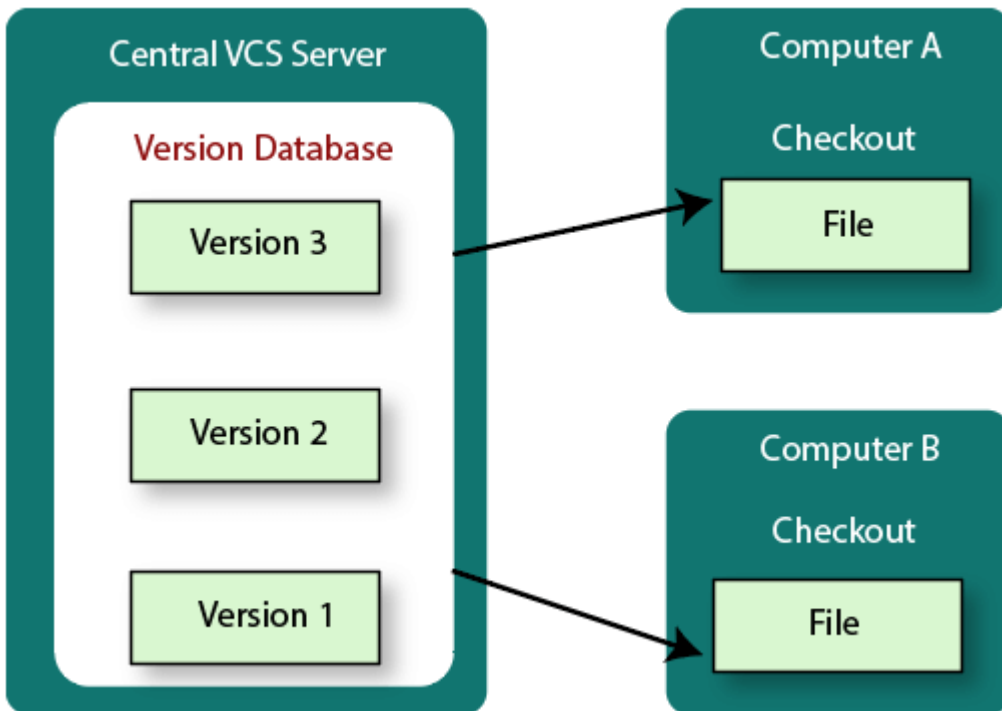 Central VCS Server
Version Database
Version 3
Version 2
Version 1
Computer A
Checkout
File
Computer B
Checkout
File